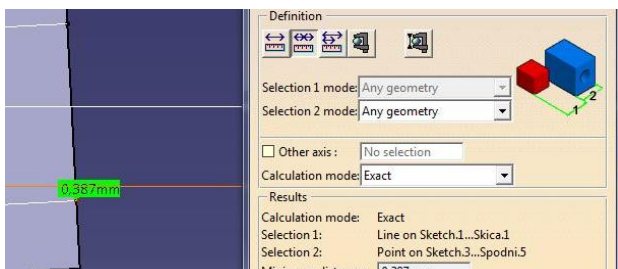 Definition
Selection 1 mode: Any geometry
Selection 2 mode: Any geometry
1
2
Other axis : No selection
Calculation mode: Exact
0,387mm
Results
Calculation mode: Exact
Selection 1: Line on Sketch.1...Skica.1
Selection 2: Point on Sketch.3...Spodni.5